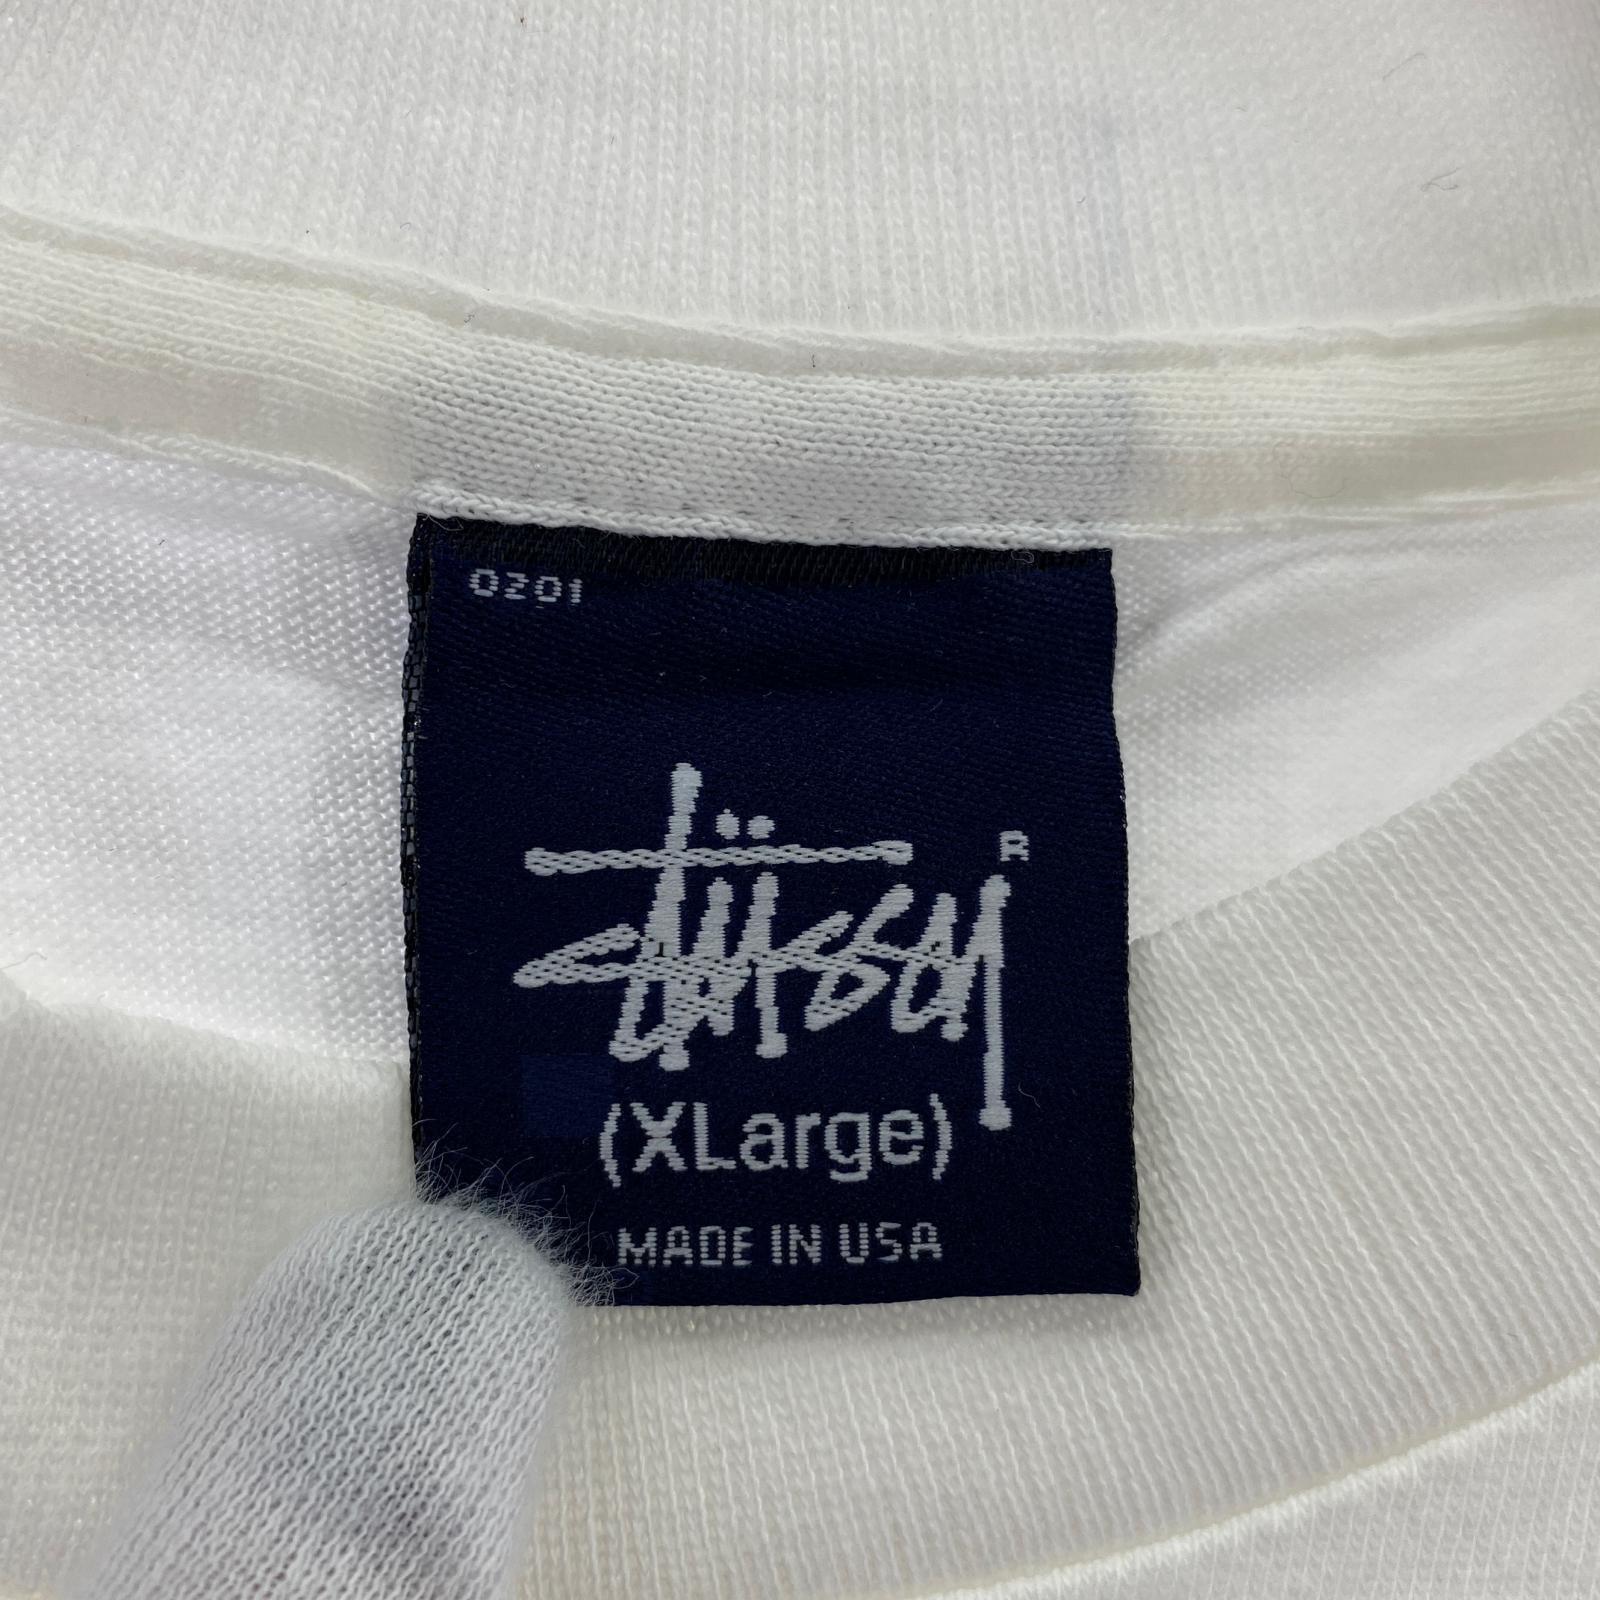 0201
stüssy
R
(XLarge)
MADE IN USA